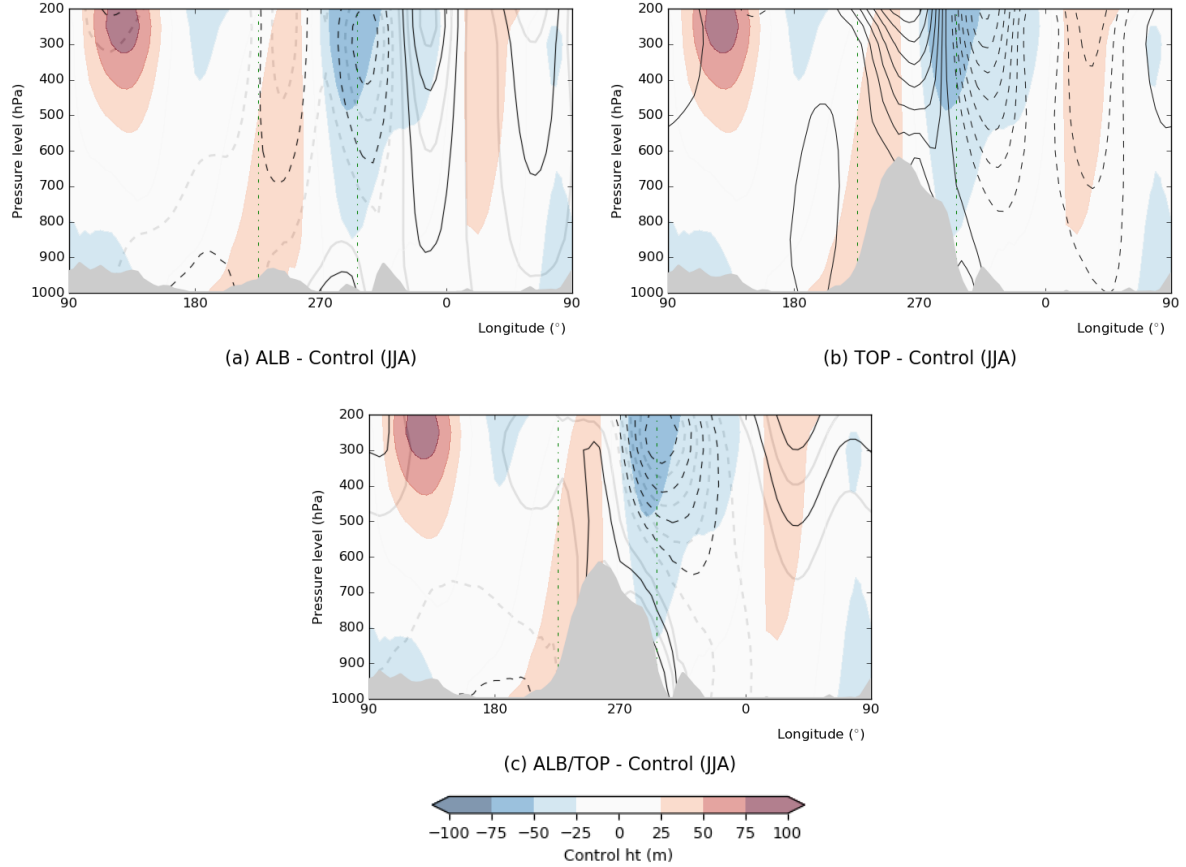 200
300
400
500
600
700
800
900
1000
Pressure level (hPa)
90 180 270 0 90
Longitude (°)
(a) ALB - Control (JJA)
200
300
400
500
600
700
800
900
1000
Pressure level (hPa)
90 180 270 0 90
Longitude (°)
(b) TOP - Control (JJA)
200
300
400
500
600
700
800
900
1000
Pressure level (hPa)
90 180 270 0 90
Longitude (°)
(c) ALB/TOP - Control (JJA)
−100 −75 −50 −25 0 25 50 75 100
Control ht (m)